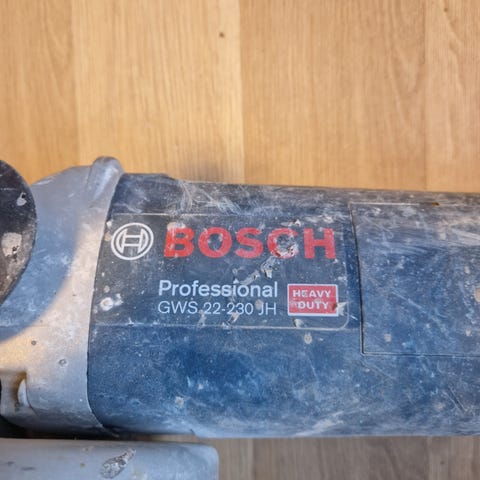 BOSCH
Professional
GWS 22-230 JH
HEAVY
DUTY